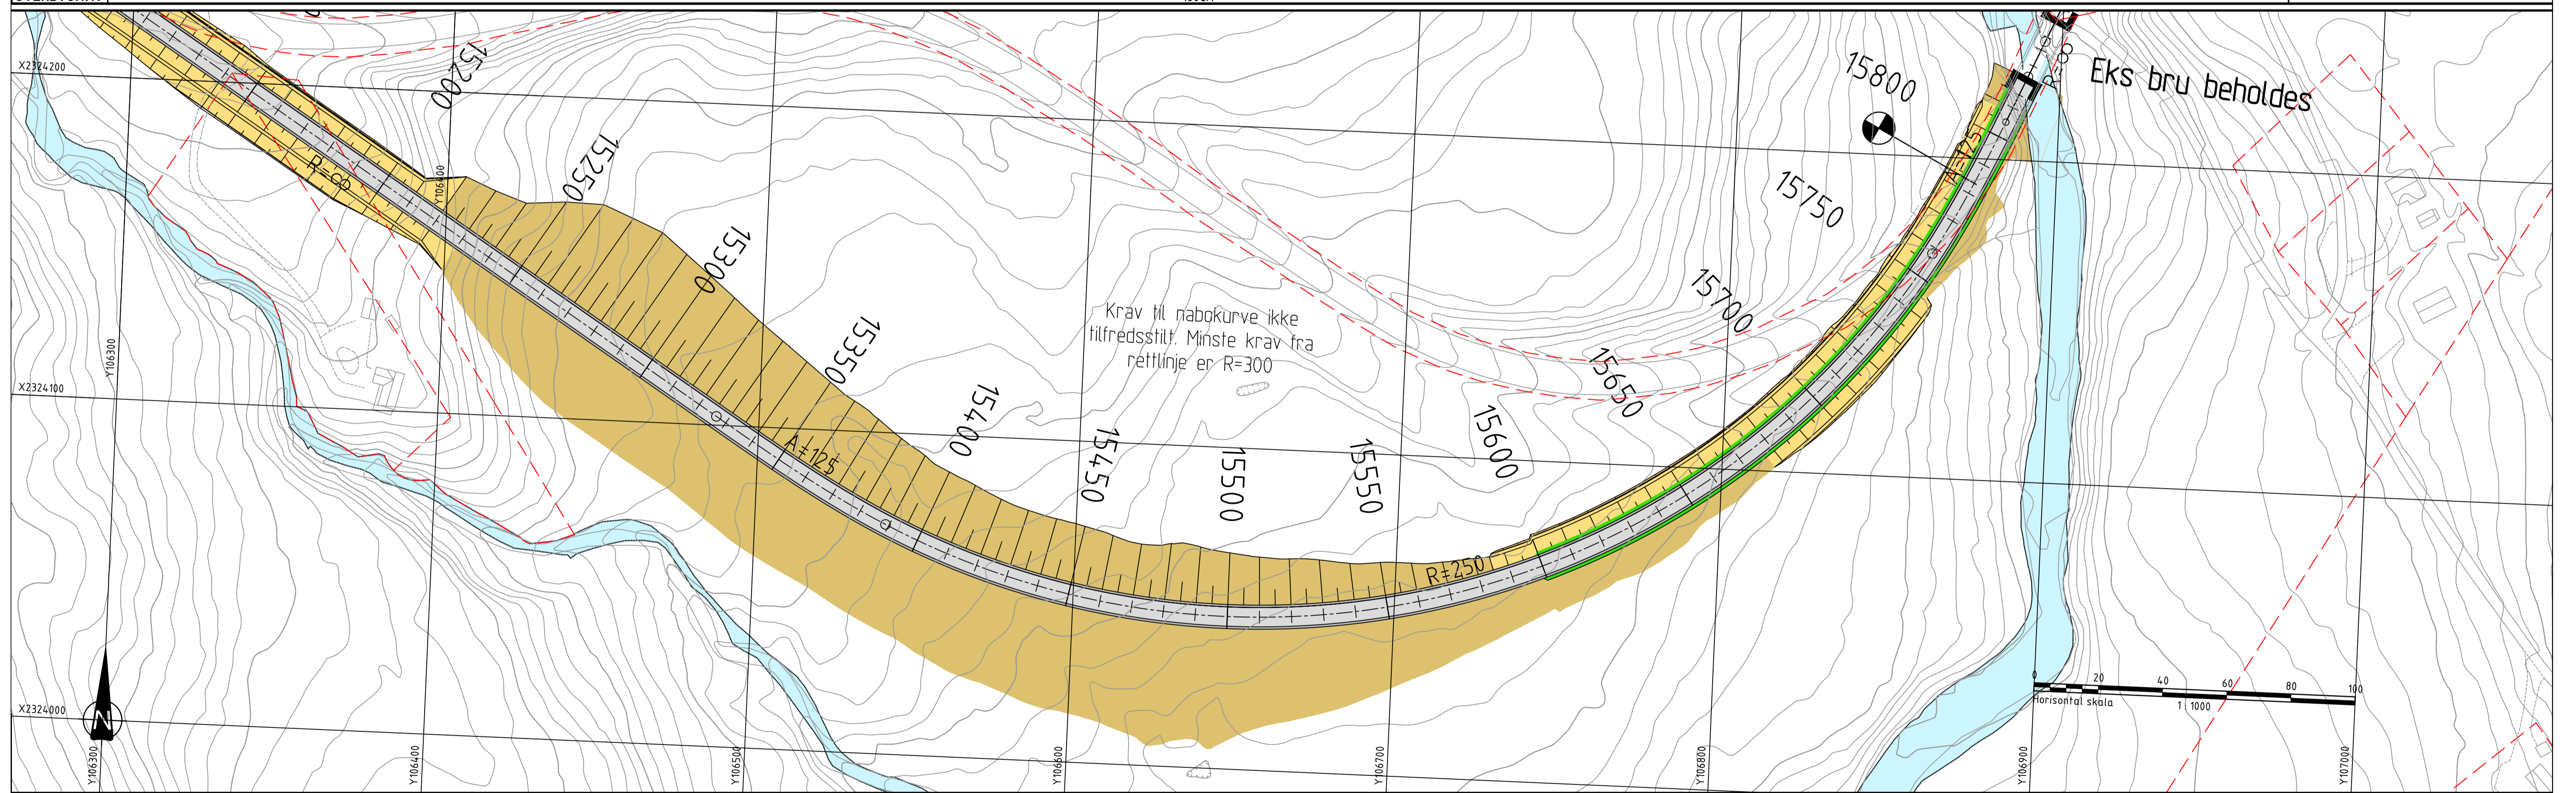 X2324200
15200
15800
Eks bru beholdes
R=∞
Y106400
15250
A=125
15750
15300
15700
Krav til nabokurve ikke
tilfredsstilt. Minste krav fra
rettlinje er R=300
Y106300
15350
15650
X2324100
15400
15600
15450
15500
15550
A=125
R=250
N
X2324000
0 20 40 60 80 100
Horisontal skala 1:1000
Y106300
Y106400
Y106500
Y106600
Y106700
Y106800
Y106900
Y107000